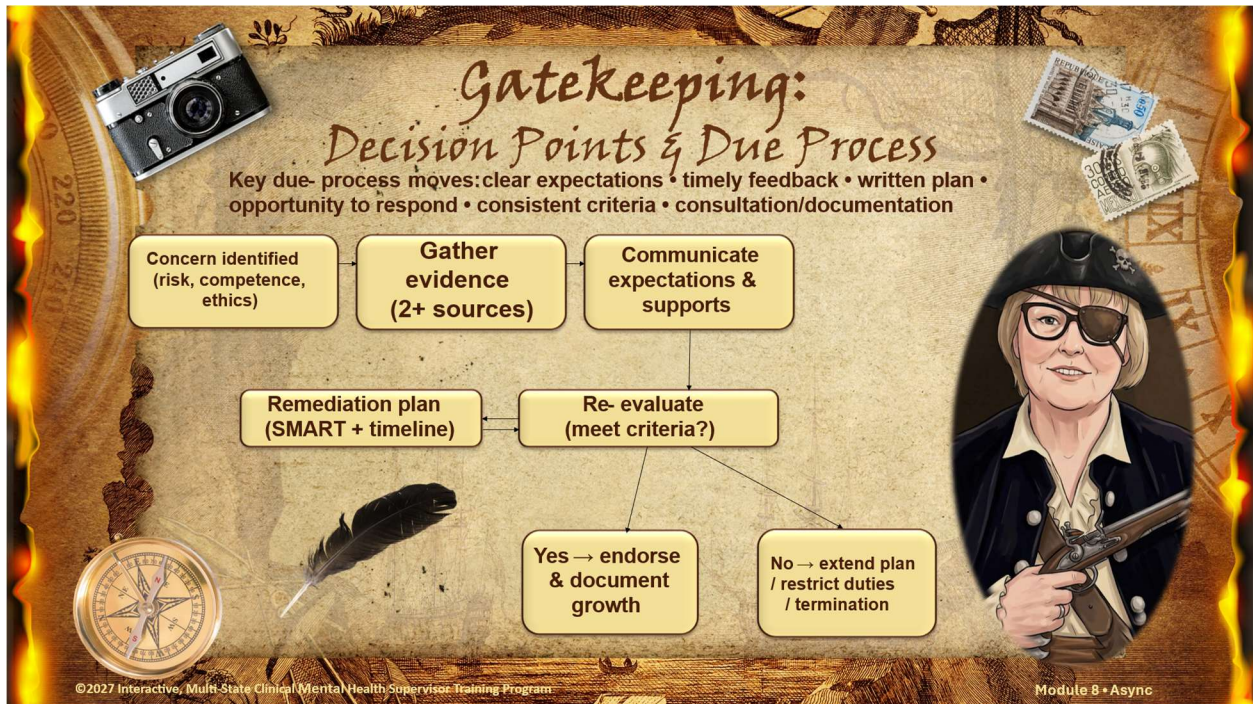 Gatekeeping:
Decision Points & Due Process
Key due- process moves: clear expectations • timely feedback • written plan •
opportunity to respond • consistent criteria • consultation/documentation
Concern identified
(risk, competence,
ethics)
Gather
evidence
(2+ sources)
Communicate
expectations &
supports
Remediation plan
(SMART + timeline)
Re- evaluate
(meet criteria?)
Yes → endorse
& document
growth
No → extend plan
/ restrict duties
/ termination
©2027 Interactive, Multi-State Clinical Mental Health Supervisor Training Program
Module 8 • Async
220
240